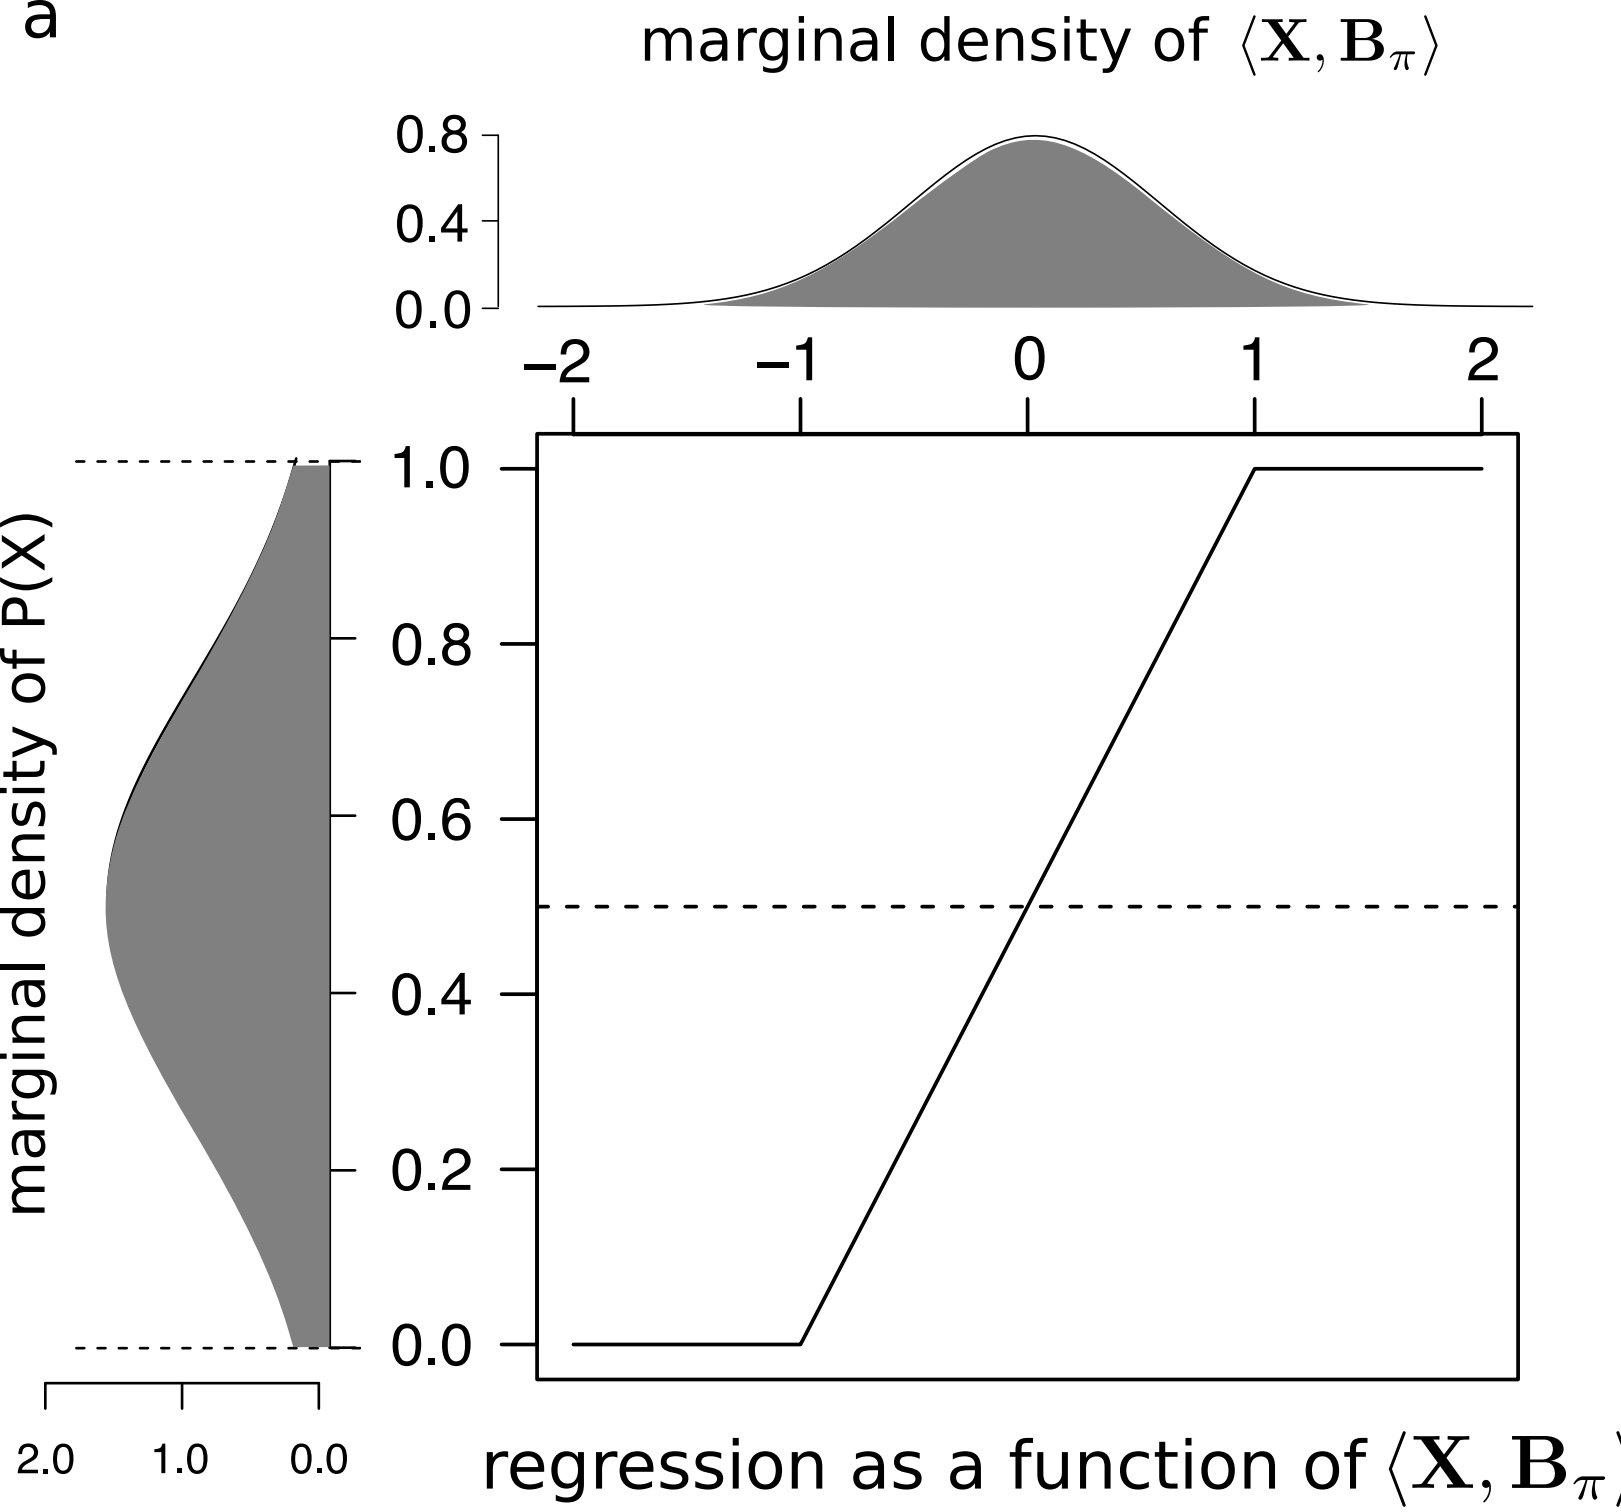 a
marginal density of ⟨X, B_π⟩
0.8
0.4
0.0
−2 −1 0 1 2
marginal density of P(X)
1.0
0.8
0.6
0.4
0.2
0.0
2.0 1.0 0.0
regression as a function of ⟨X, B_π⟩